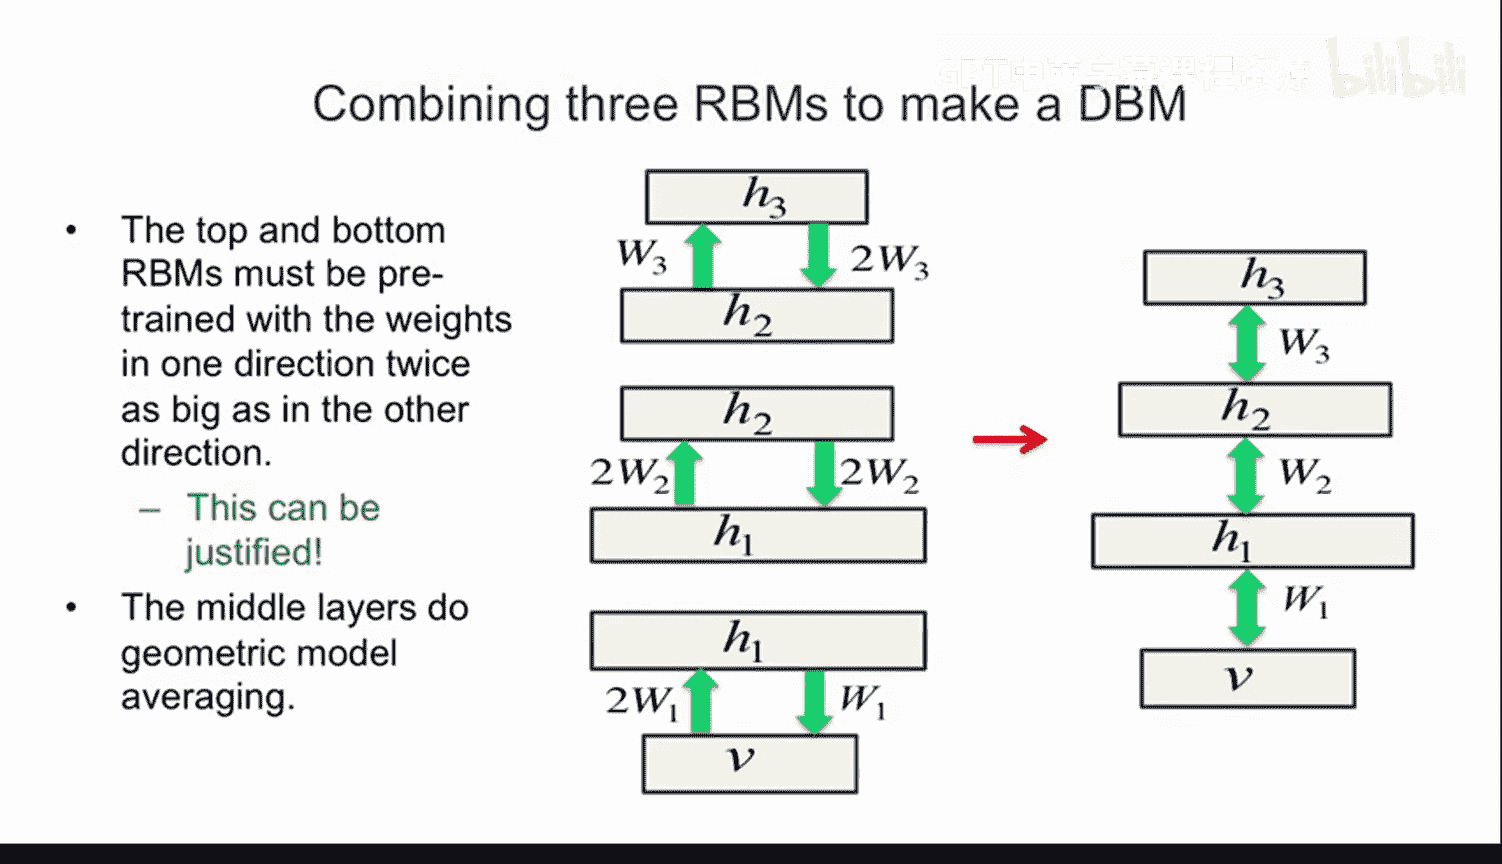 Combining three RBMs to make a DBM
bilibili
• The top and bottom
RBMs must be pre-
trained with the weights
in one direction twice
as big as in the other
direction.
– This can be
justified!
• The middle layers do
geometric model
averaging.
h₃
W₃ 2W₃
h₂
h₂
2W₂ 2W₂
h₁
h₁
2W₁ W₁
v
h₃
W₃
h₂
W₂
h₁
W₁
v